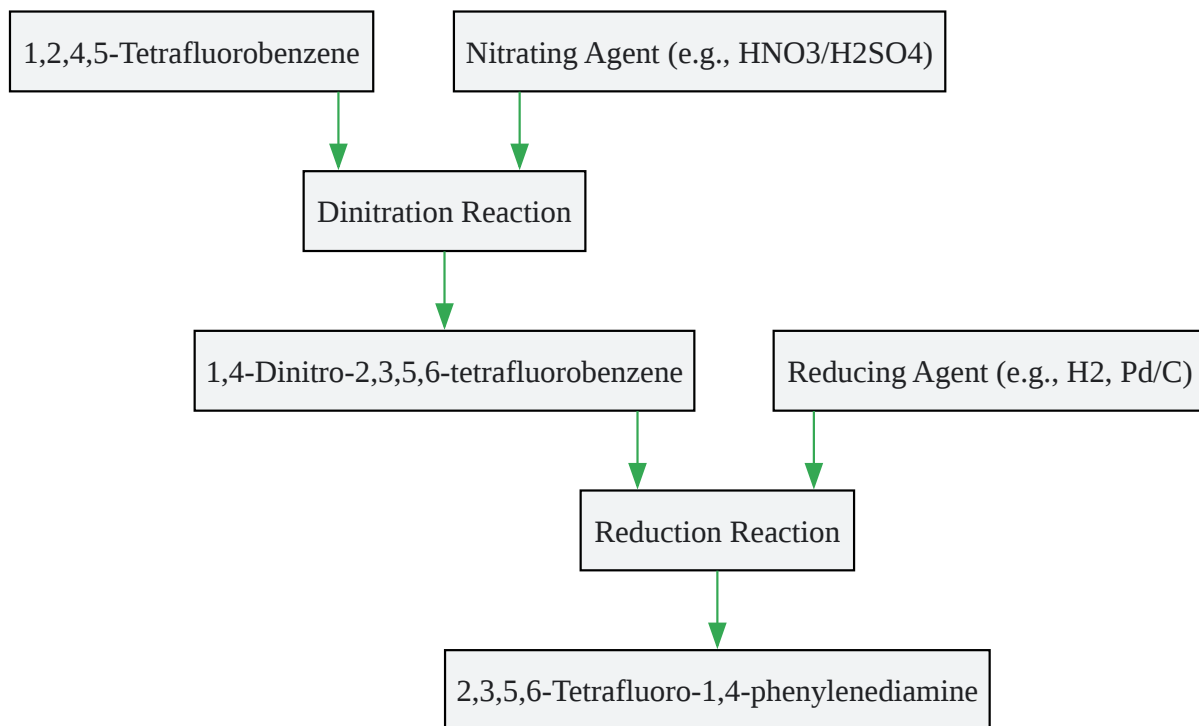 1,2,4,5-Tetrafluorobenzene
Nitrating Agent (e.g., HNO3/H2SO4)
Dinitration Reaction
1,4-Dinitro-2,3,5,6-tetrafluorobenzene
Reducing Agent (e.g., H2, Pd/C)
Reduction Reaction
2,3,5,6-Tetrafluoro-1,4-phenylenediamine